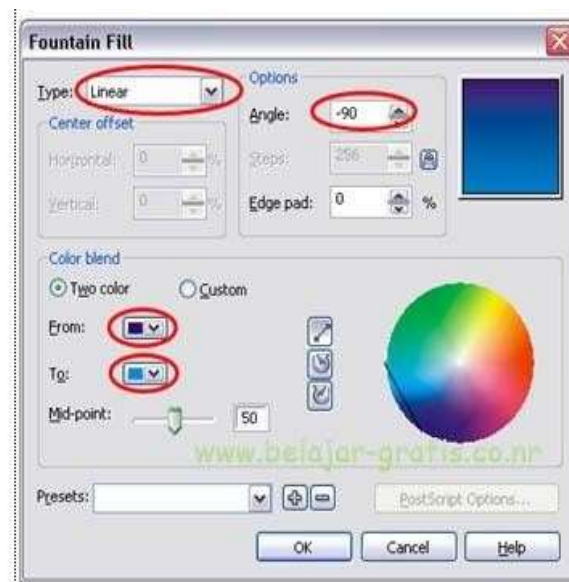 Fountain Fill
Type: Linear
Options
Angle: -90
Center offset
Horizontal: 0 %
Steps: 256
Vertical: 0 %
Edge pad: 0 %
Color blend
Two color Custom
From:
To:
Mid-point: 50
www.belajar-gratis.co.nr
Presets:
PostScript Options...
OK Cancel Help